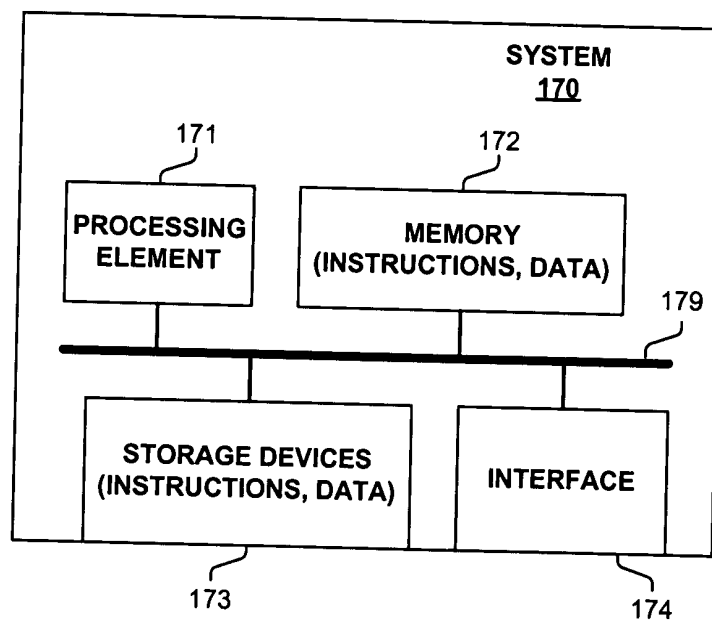 SYSTEM
170
171
172
PROCESSING
ELEMENT
MEMORY
(INSTRUCTIONS, DATA)
179
STORAGE DEVICES
(INSTRUCTIONS, DATA)
INTERFACE
173
174